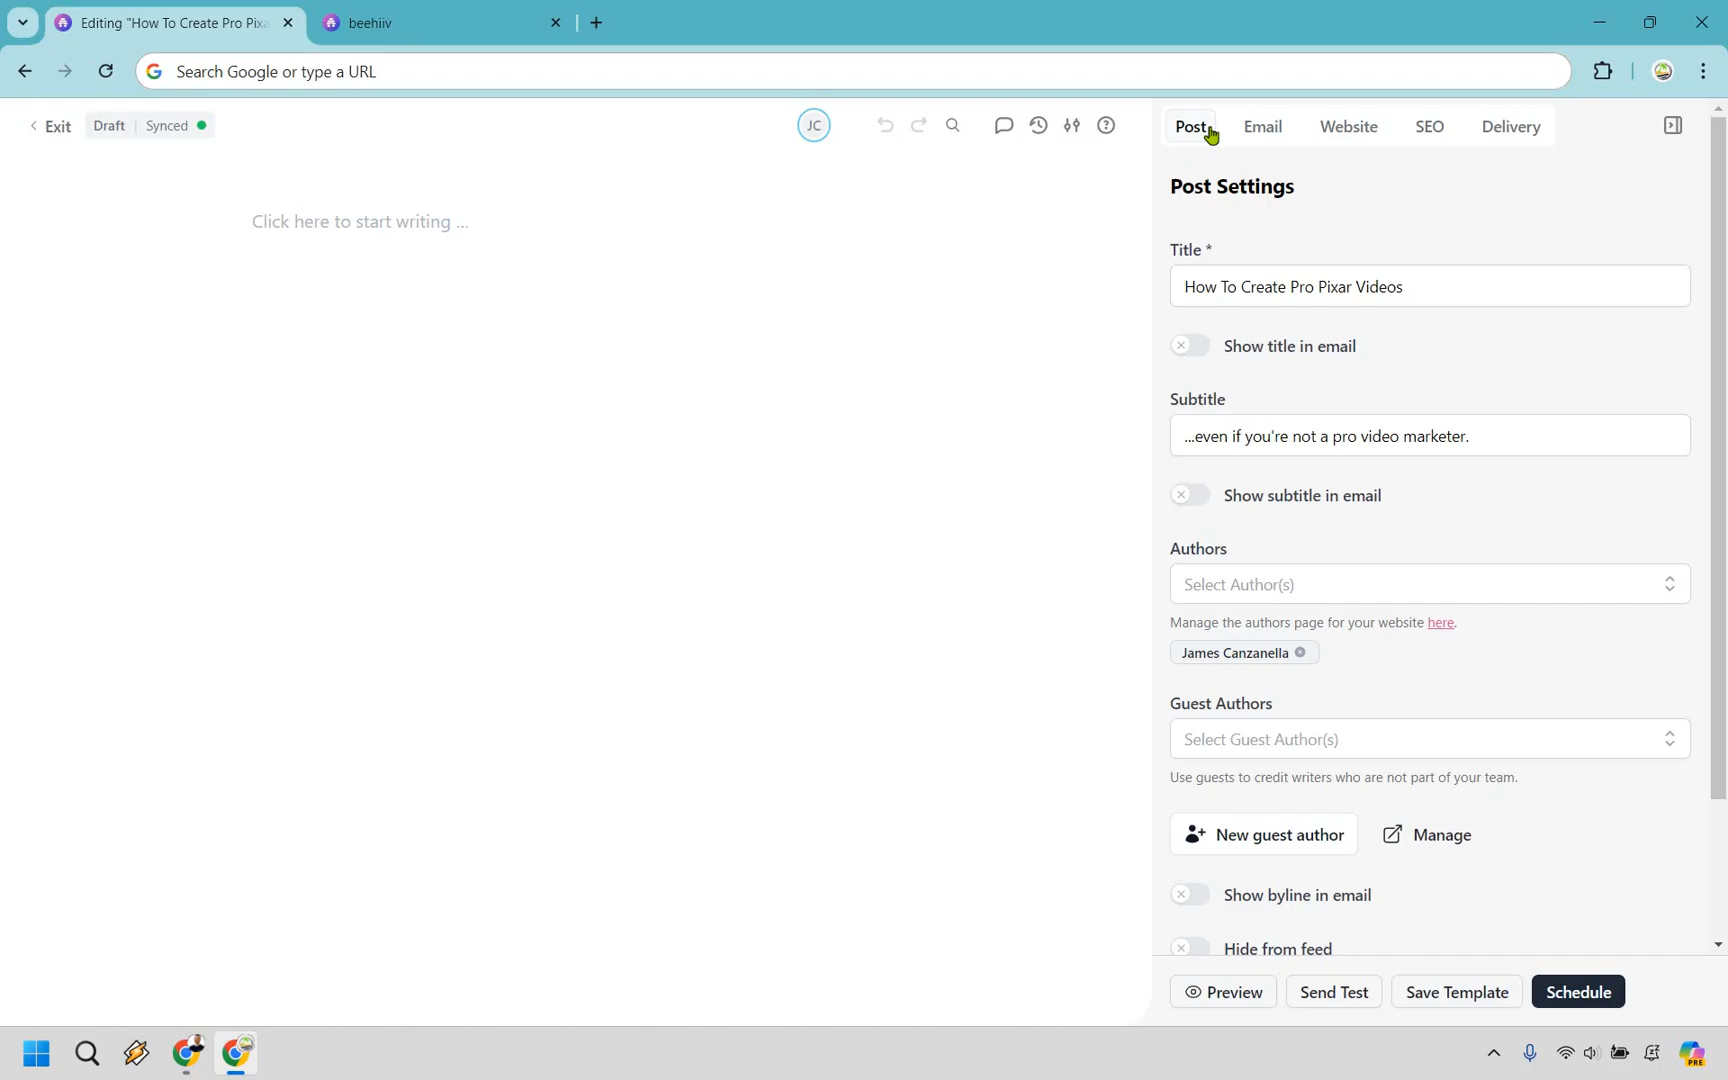 Editing "How To Create Pro Pixa
beehiiv
Search Google or type a URL
Exit
Draft
Synced
JC
Post
Email
Website
SEO
Delivery
Click here to start writing ...
Post Settings
Title *
How To Create Pro Pixar Videos
Show title in email
Subtitle
...even if you're not a pro video marketer.
Show subtitle in email
Authors
Select Author(s)
Manage the authors page for your website here.
James Canzanella
Guest Authors
Select Guest Author(s)
Use guests to credit writers who are not part of your team.
New guest author
Manage
Show byline in email
Hide from feed
Preview
Send Test
Save Template
Schedule
PRE